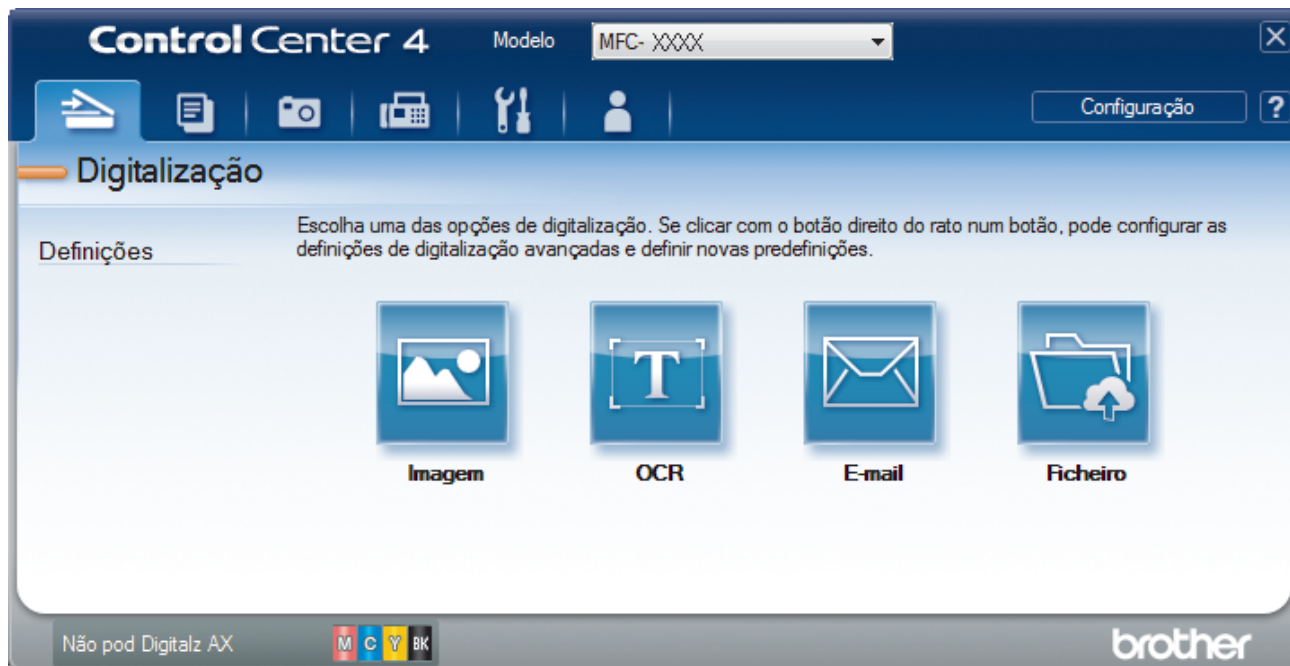 Control Center 4 Modelo MFC- XXXX
Configuração ?
Digitalização
Definições
Escolha uma das opções de digitalização. Se clicar com o botão direito do rato num botão, pode configurar as
definições de digitalização avançadas e definir novas predefinições.
T
Imagem OCR E-mail Ficheiro
Não pod Digitalz AX M C Y BK brother